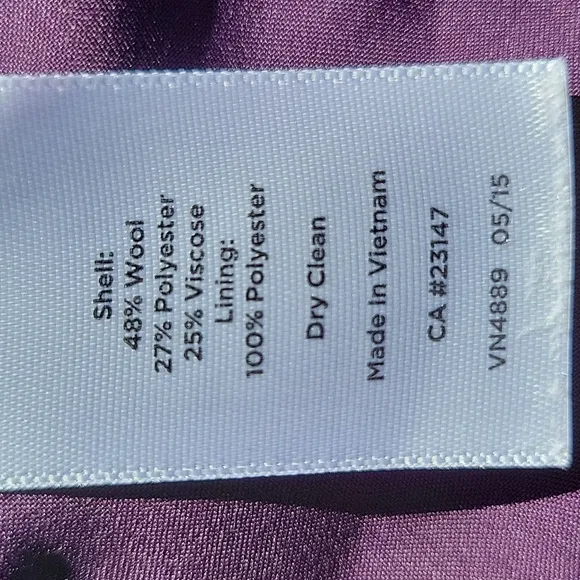 Shell:
48% Wool
27% Polyester
25% Viscose
Lining:
100% Polyester
Dry Clean
Made In Vietnam
CA #23147
VN4889 05/15